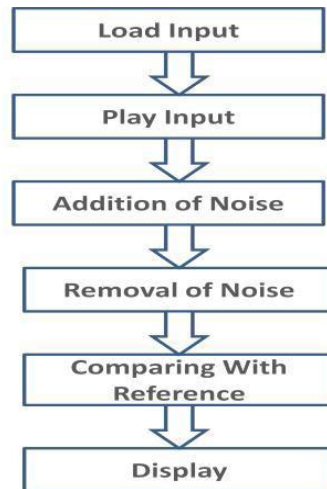 Load Input
Play Input
Addition of Noise
Removal of Noise
Comparing With
Reference
Display